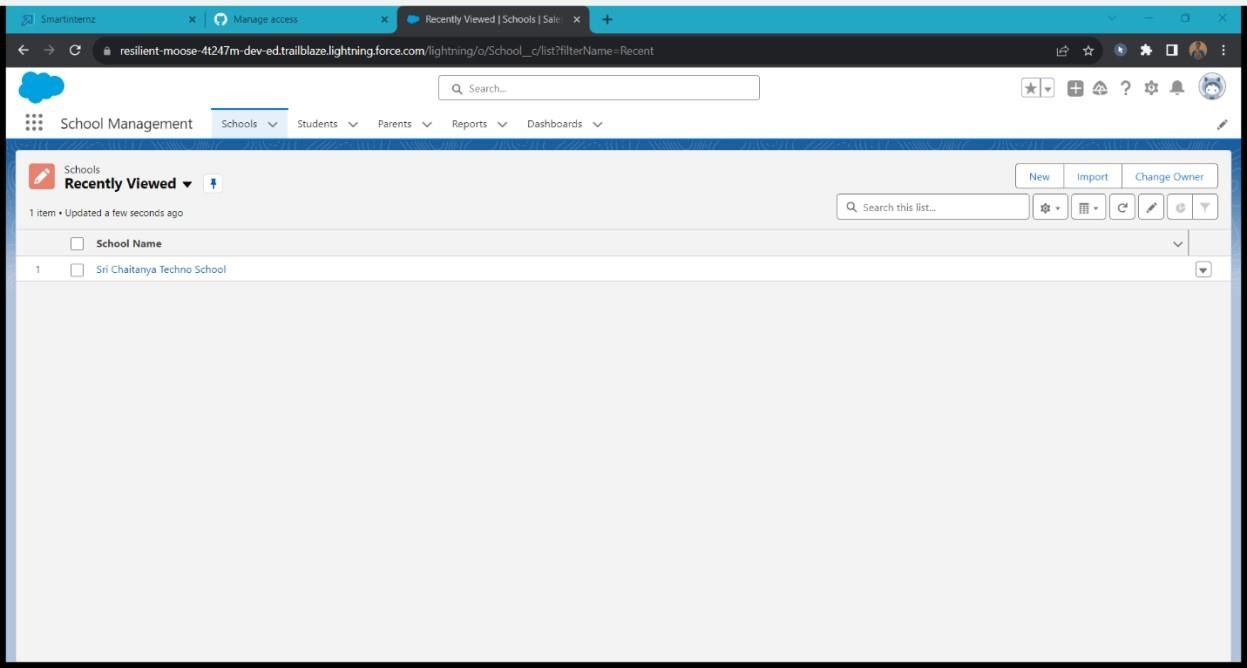 Smartinternz
Manage access
Recently Viewed | Schools | Sale
resilient-moose-4t247m-dev-ed.trailblaze.lightning.force.com/lightning/o/School__c/list?filterName=Recent
Search...
School Management Schools Students Parents Reports Dashboards
Schools
Recently Viewed
New Import Change Owner
1 item • Updated a few seconds ago
Search this list...
School Name
1 Sri Chaitanya Techno School